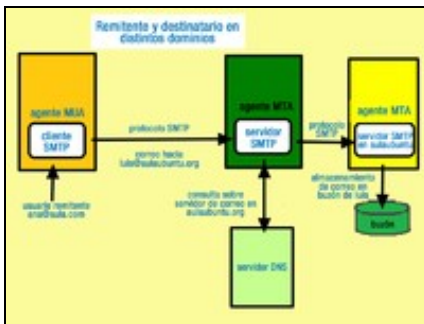 Remitente y destinatario en
distintos dominios
agente MUA
cliente
SMTP
protocolo SMTP
correo hacia
luis@aulaubuntu.org
usuario remitente
ana@aula.com
agente MTA
servidor
SMTP
consulta sobre
servidor de correo en
aulaubuntu.org
servidor DNS
protocolo
SMTP
agente MTA
servidor SMTP
en aulaubuntu
almacenamiento
de correo en
buzón de luis
buzón